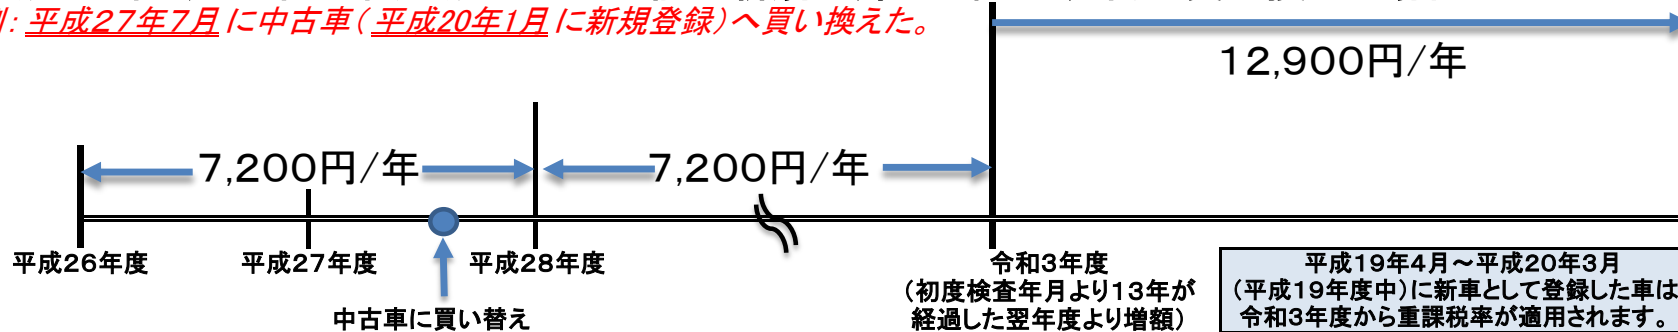 平成27年7月に中古車(平成20年1月に新規登録)へ買い換えた。
12,900円/年
7,200円/年
7,200円/年
平成26年度
平成27年度
平成28年度
令和3年度
(初度検査年月より13年が
経過した翌年度より増額)
中古車に買い替え
平成19年4月～平成20年3月
(平成19年度中)に新車として登録した車は
令和3年度から重課税率が適用されます。